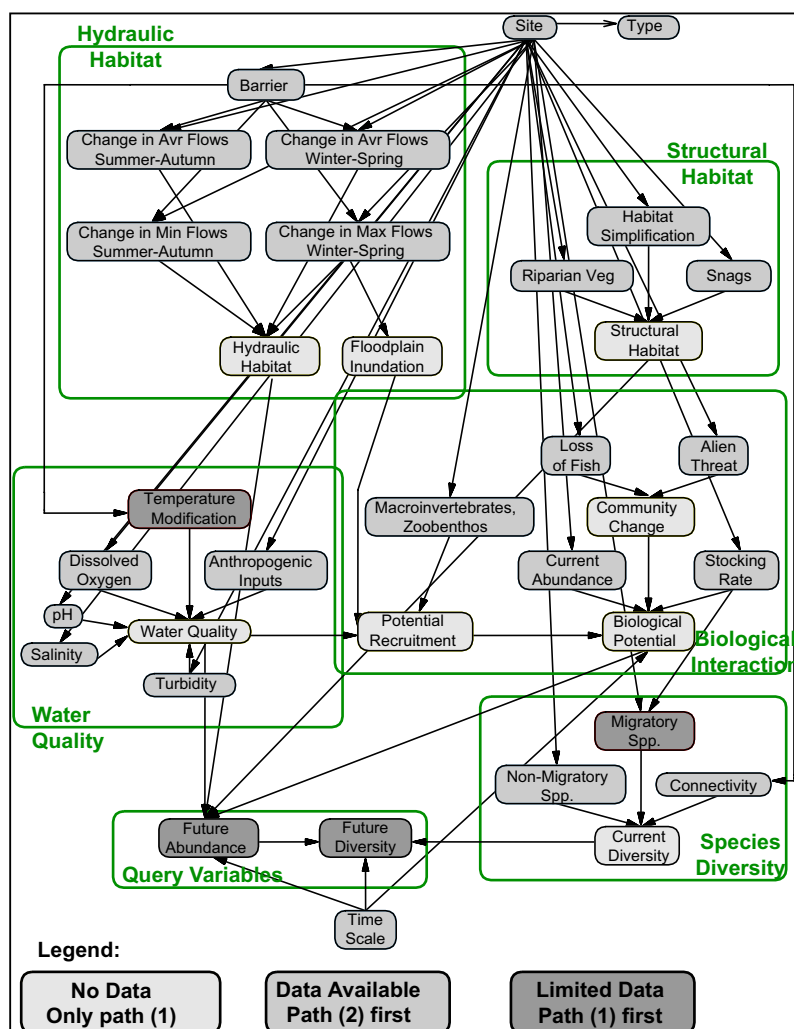 Hydraulic
Habitat
Site
Type
Barrier
Change in Avr Flows
Summer-Autumn
Change in Avr Flows
Winter-Spring
Structural
Habitat
Change in Min Flows
Summer-Autumn
Change in Max Flows
Winter-Spring
Habitat
Simplification
Riparian Veg
Snags
Hydraulic
Habitat
Floodplain
Inundation
Structural
Habitat
Loss
of Fish
Alien
Threat
Temperature
Modification
Macroinvertebrates,
Zoobenthos
Community
Change
Dissolved
Oxygen
Anthropogenic
Inputs
Current
Abundance
Stocking
Rate
pH
Salinity
Water Quality
Potential
Recruitment
Biological
Potential
Biological
Interaction
Turbidity
Water
Quality
Migratory
Spp.
Non-Migratory
Spp.
Connectivity
Future
Abundance
Future
Diversity
Current
Diversity
Species
Diversity
Query Variables
Time
Scale
Legend:
No Data
Only path (1)
Data Available
Path (2) first
Limited Data
Path (1) first